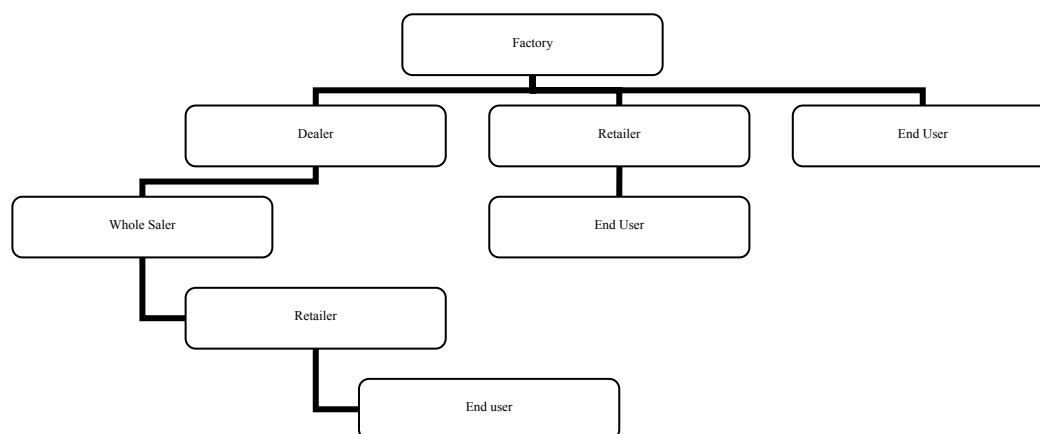 Factory
Dealer
Retailer
End User
Whole Saler
End User
Retailer
End user